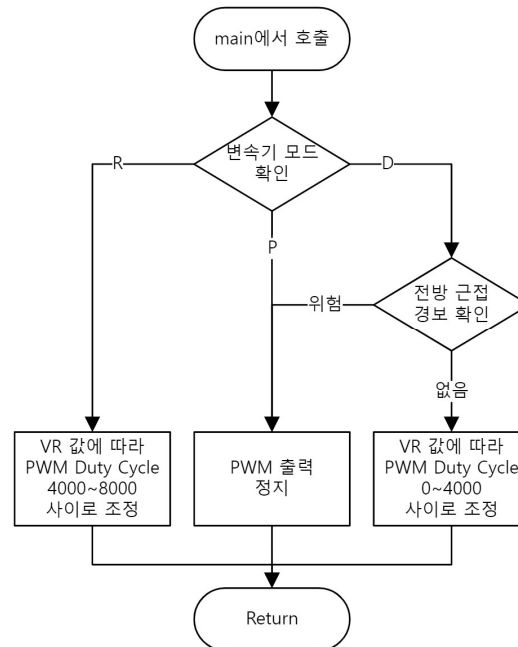 main에서 호출
변속기 모드
확인
R
D
P
전방 근접
경보 확인
위험
없음
VR 값에 따라
PWM Duty Cycle
4000~8000
사이로 조정
PWM 출력
정지
VR 값에 따라
PWM Duty Cycle
0~4000
사이로 조정
Return